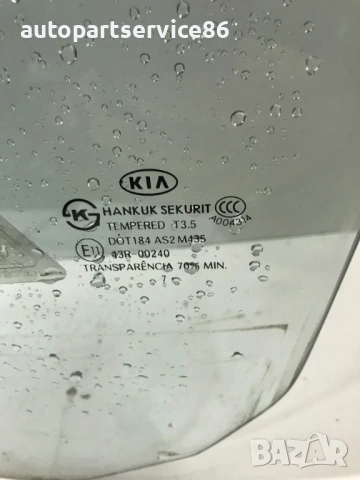 autopartservice86
KIA
HANKUK SEKURIT
CCC
A004314
TEMPERED T3.5
DOT184 AS2 M435
E11 43R-00240
TRANSPARÊNCIA 70% MIN.
7
BAZAR